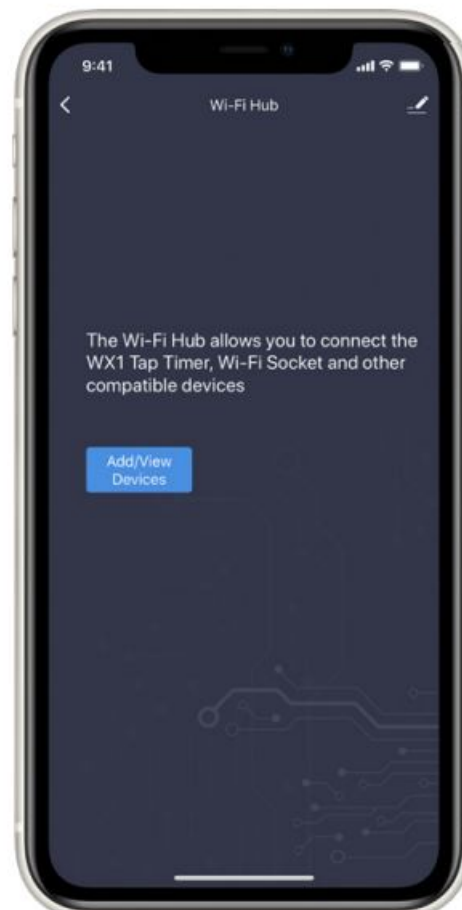 9:41
Wi-Fi Hub
The Wi-Fi Hub allows you to connect the
WX1 Tap Timer, Wi-Fi Socket and other
compatible devices
Add/View
Devices